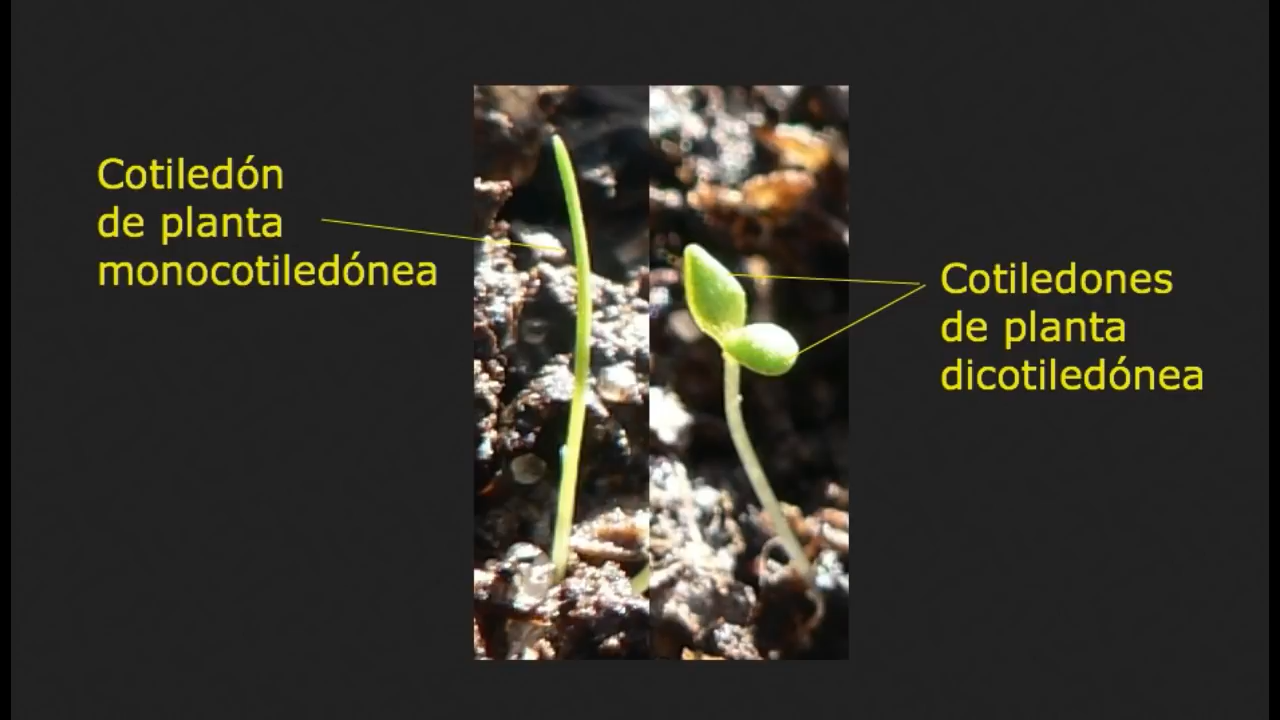 Cotiledón
de planta
monocotiledónea
Cotiledones
de planta
dicotiledónea